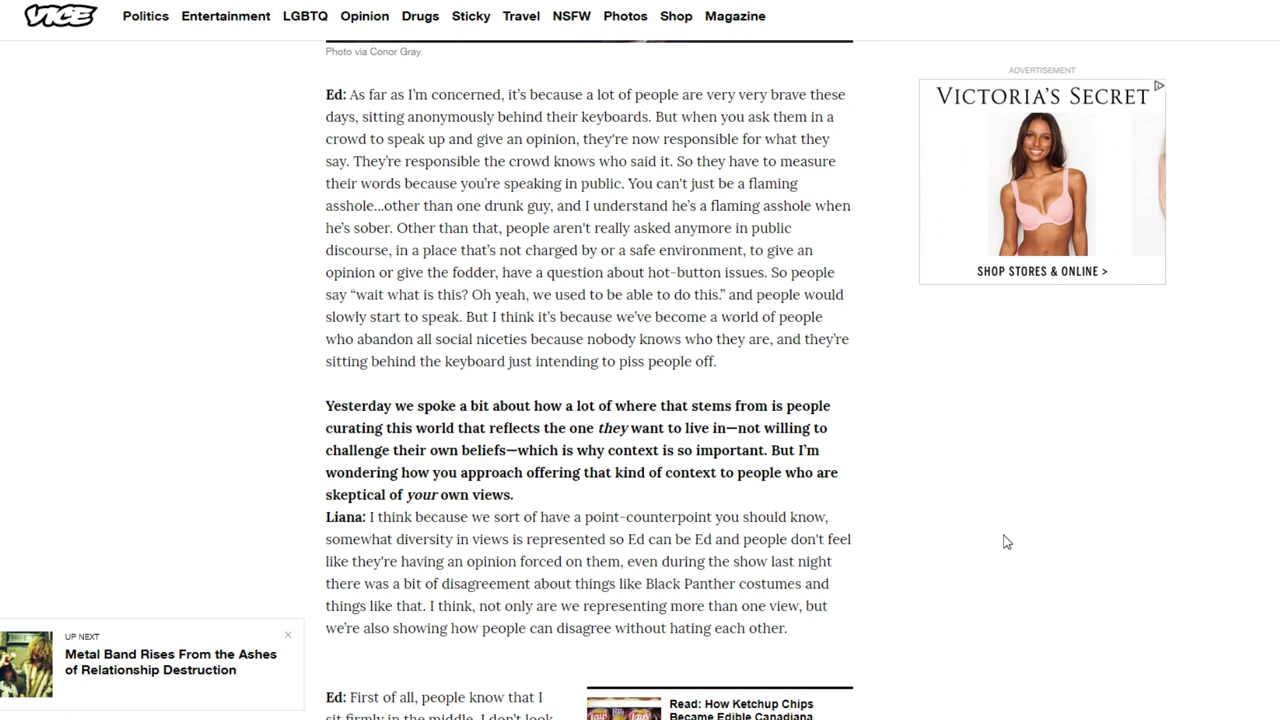 VICE
Politics Entertainment LGBTQ Opinion Drugs Sticky Travel NSFW Photos Shop Magazine
Photo via Conor Gray.
Ed: As far as I'm concerned, it's because a lot of people are very very brave these
days, sitting anonymously behind their keyboards. But when you ask them in a
crowd to speak up and give an opinion, they're now responsible for what they
say. They're responsible the crowd knows who said it. So they have to measure
their words because you're speaking in public. You can't just be a flaming
asshole...other than one drunk guy, and I understand he's a flaming asshole when
he's sober. Other than that, people aren't really asked anymore in public
discourse, in a place that's not charged by or a safe environment, to give an
opinion or give the fodder, have a question about hot-button issues. So people
say “wait what is this? Oh yeah, we used to be able to do this.” and people would
slowly start to speak. But I think it's because we've become a world of people
who abandon all social niceties because nobody knows who they are, and they're
sitting behind the keyboard just intending to piss people off.
Yesterday we spoke a bit about how a lot of where that stems from is people
curating this world that reflects the one they want to live in—not willing to
challenge their own beliefs—which is why context is so important. But I'm
wondering how you approach offering that kind of context to people who are
skeptical of your own views.
Liana: I think because we sort of have a point-counterpoint you should know,
somewhat diversity in views is represented so Ed can be Ed and people don't feel
like they're having an opinion forced on them, even during the show last night
there was a bit of disagreement about things like Black Panther costumes and
things like that. I think, not only are we representing more than one view, but
we're also showing how people can disagree without hating each other.
Ed: First of all, people know that I
sit firmly in the middle. I don't look
Read: How Ketchup Chips
Became Edible Canadiana
Lay's
ADVERTISEMENT
VICTORIA'S SECRET
SHOP STORES & ONLINE >
UP NEXT
Metal Band Rises From the Ashes
of Relationship Destruction